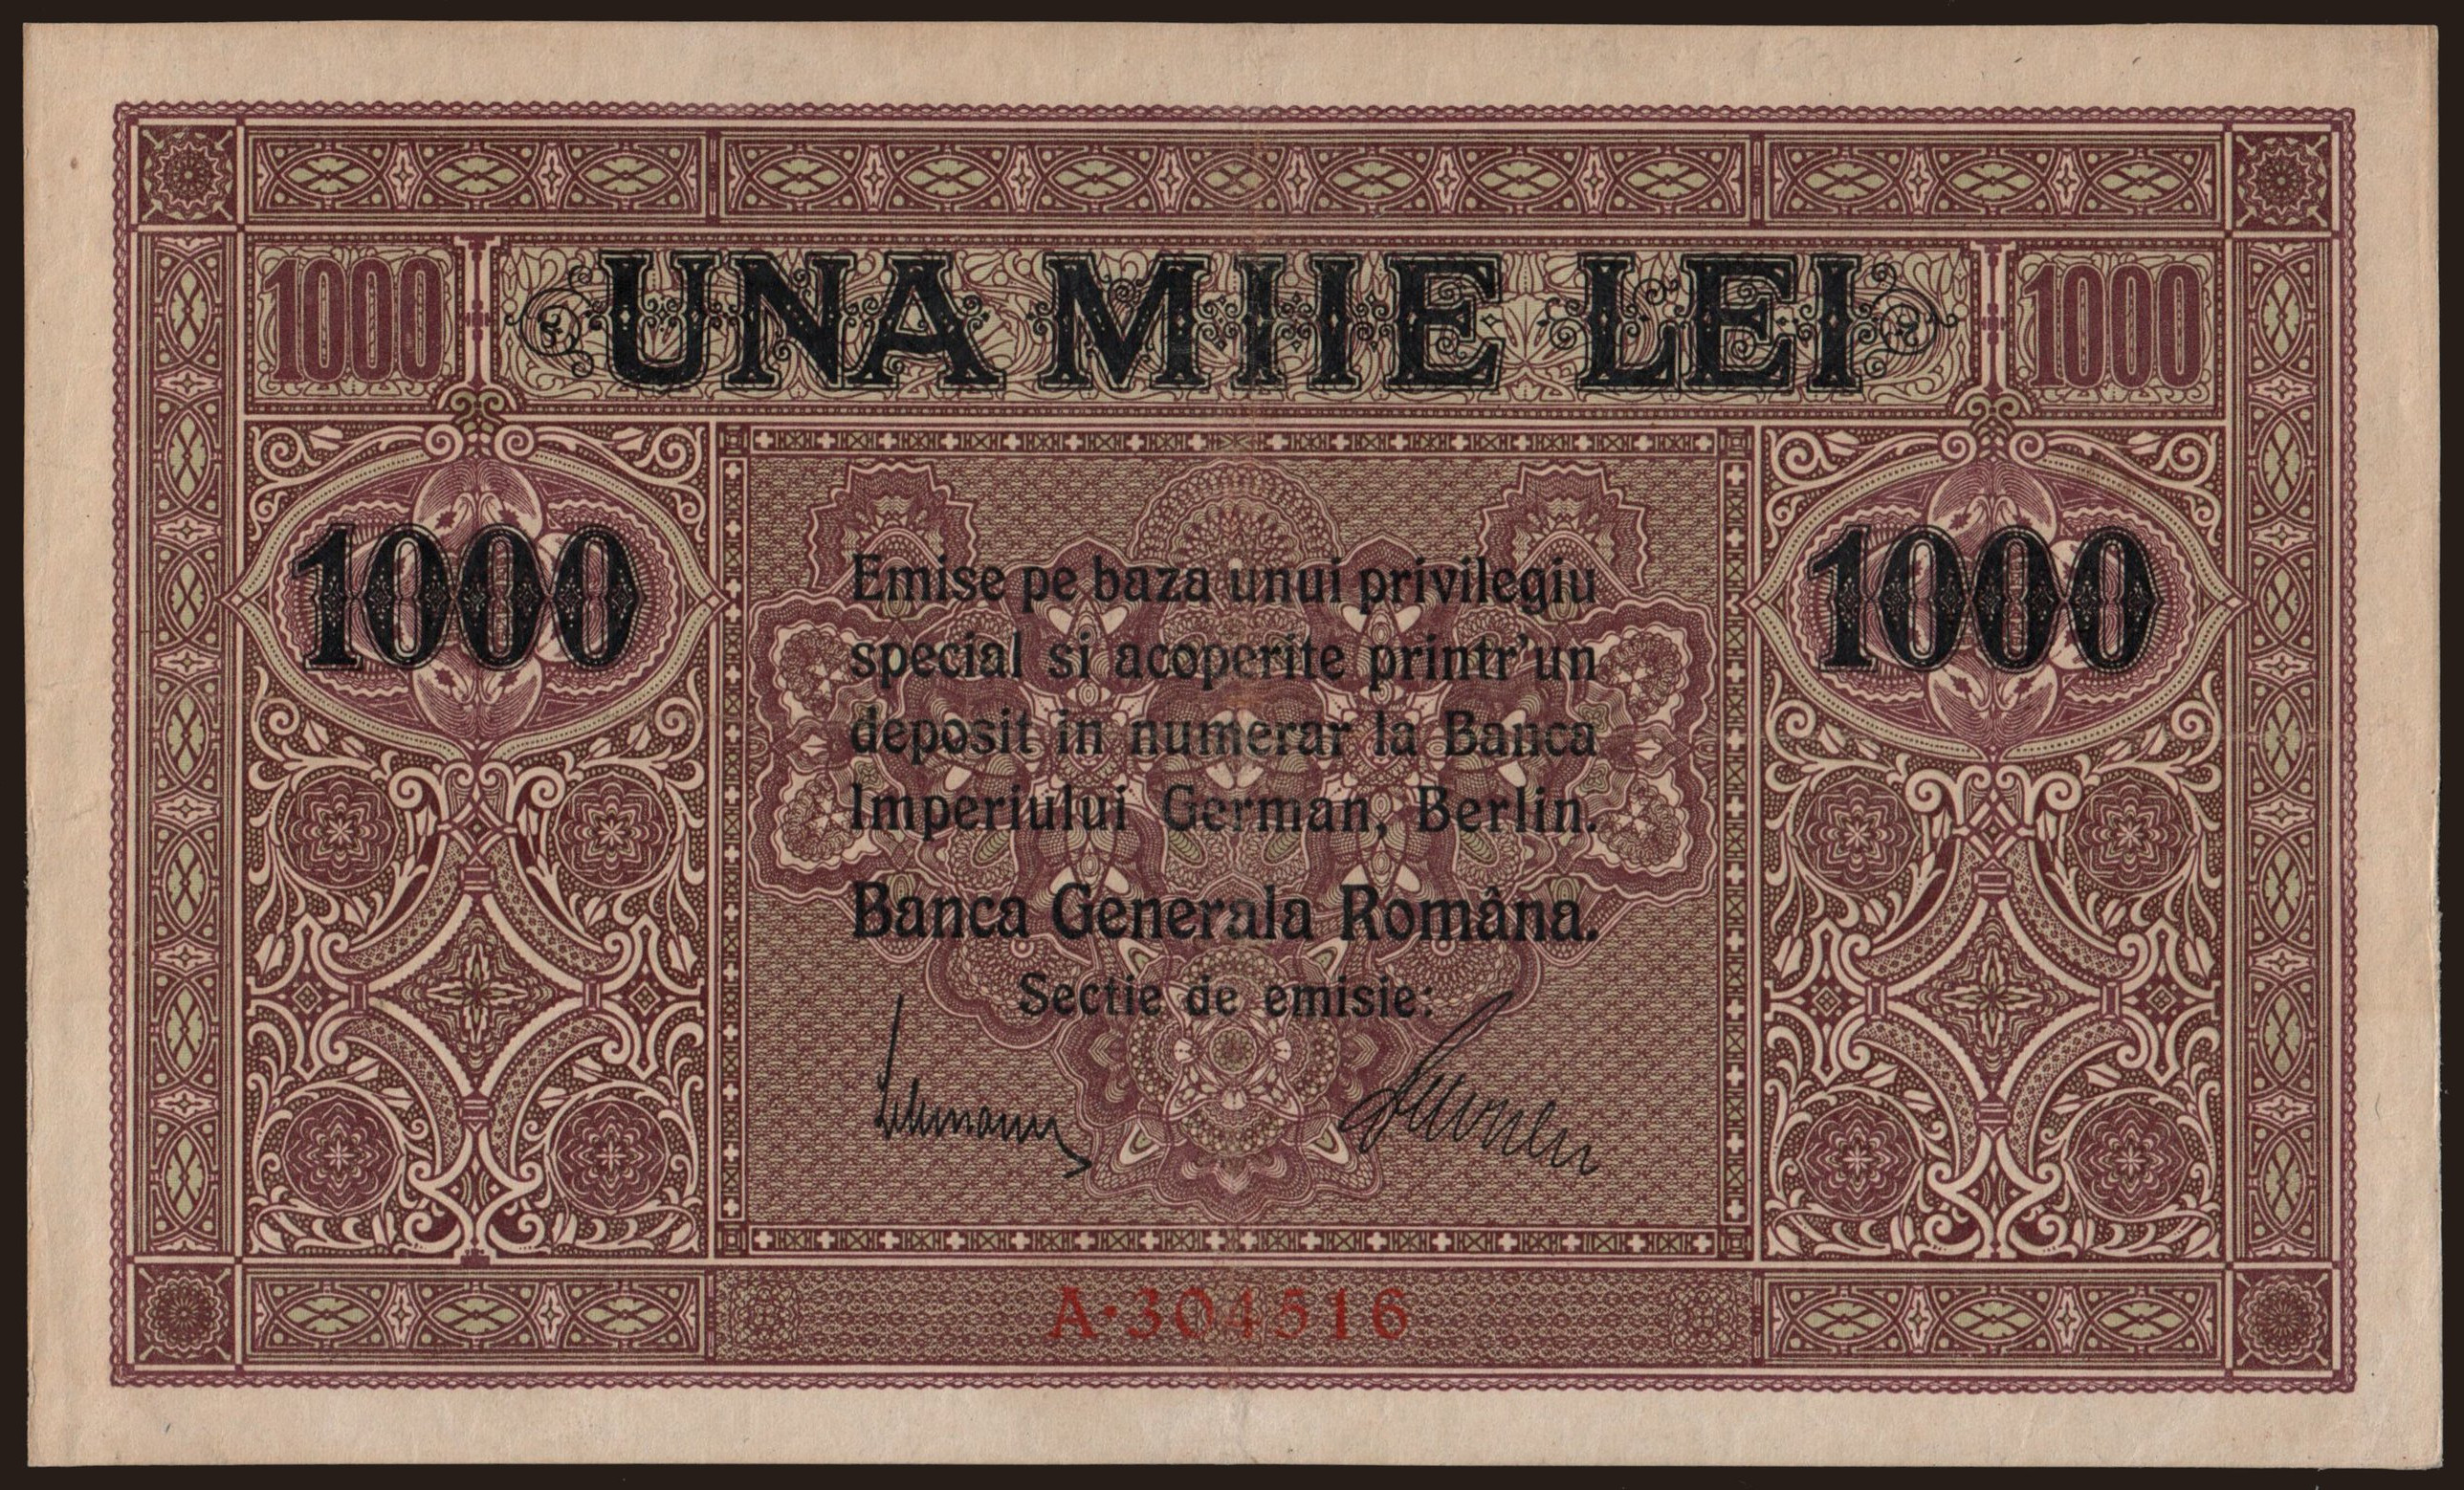 1000 UNA MIIE LEI 1000
1000 1000
Emise pe baza unui privilegiu
special si acoperite printr'un
deposit in numerar la Banca
Imperiului German, Berlin.
Banca Generala Româna.
Sectie de emisie:
A·304516